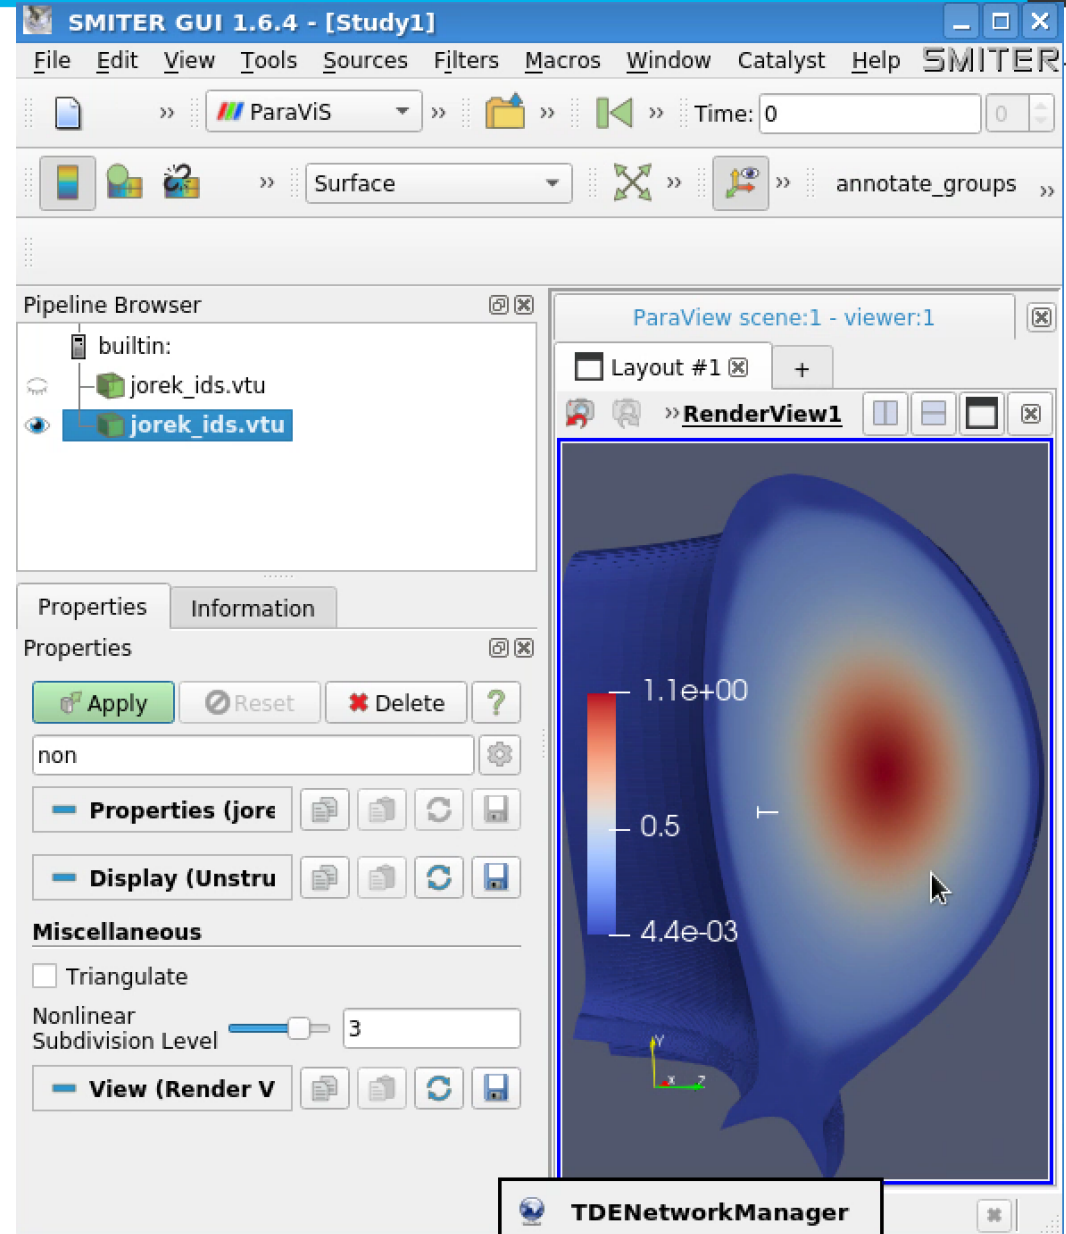 SMITER GUI 1.6.4 - [Study1]
File Edit View Tools Sources Filters Macros Window Catalyst Help SMITER
» ParaViS » » » Time: 0 0
» Surface » » annotate_groups »
Pipeline Browser
builtin:
jorek_ids.vtu
jorek_ids.vtu
Properties Information
Properties
Apply Reset Delete ?
non
Properties (jore
Display (Unstru
Miscellaneous
Triangulate
Nonlinear
Subdivision Level 3
View (Render V
ParaView scene:1 - viewer:1
Layout #1 +
» RenderView1
1.1e+00
0.5
4.4e-03
T
Y
X Z
TDENetworkManager